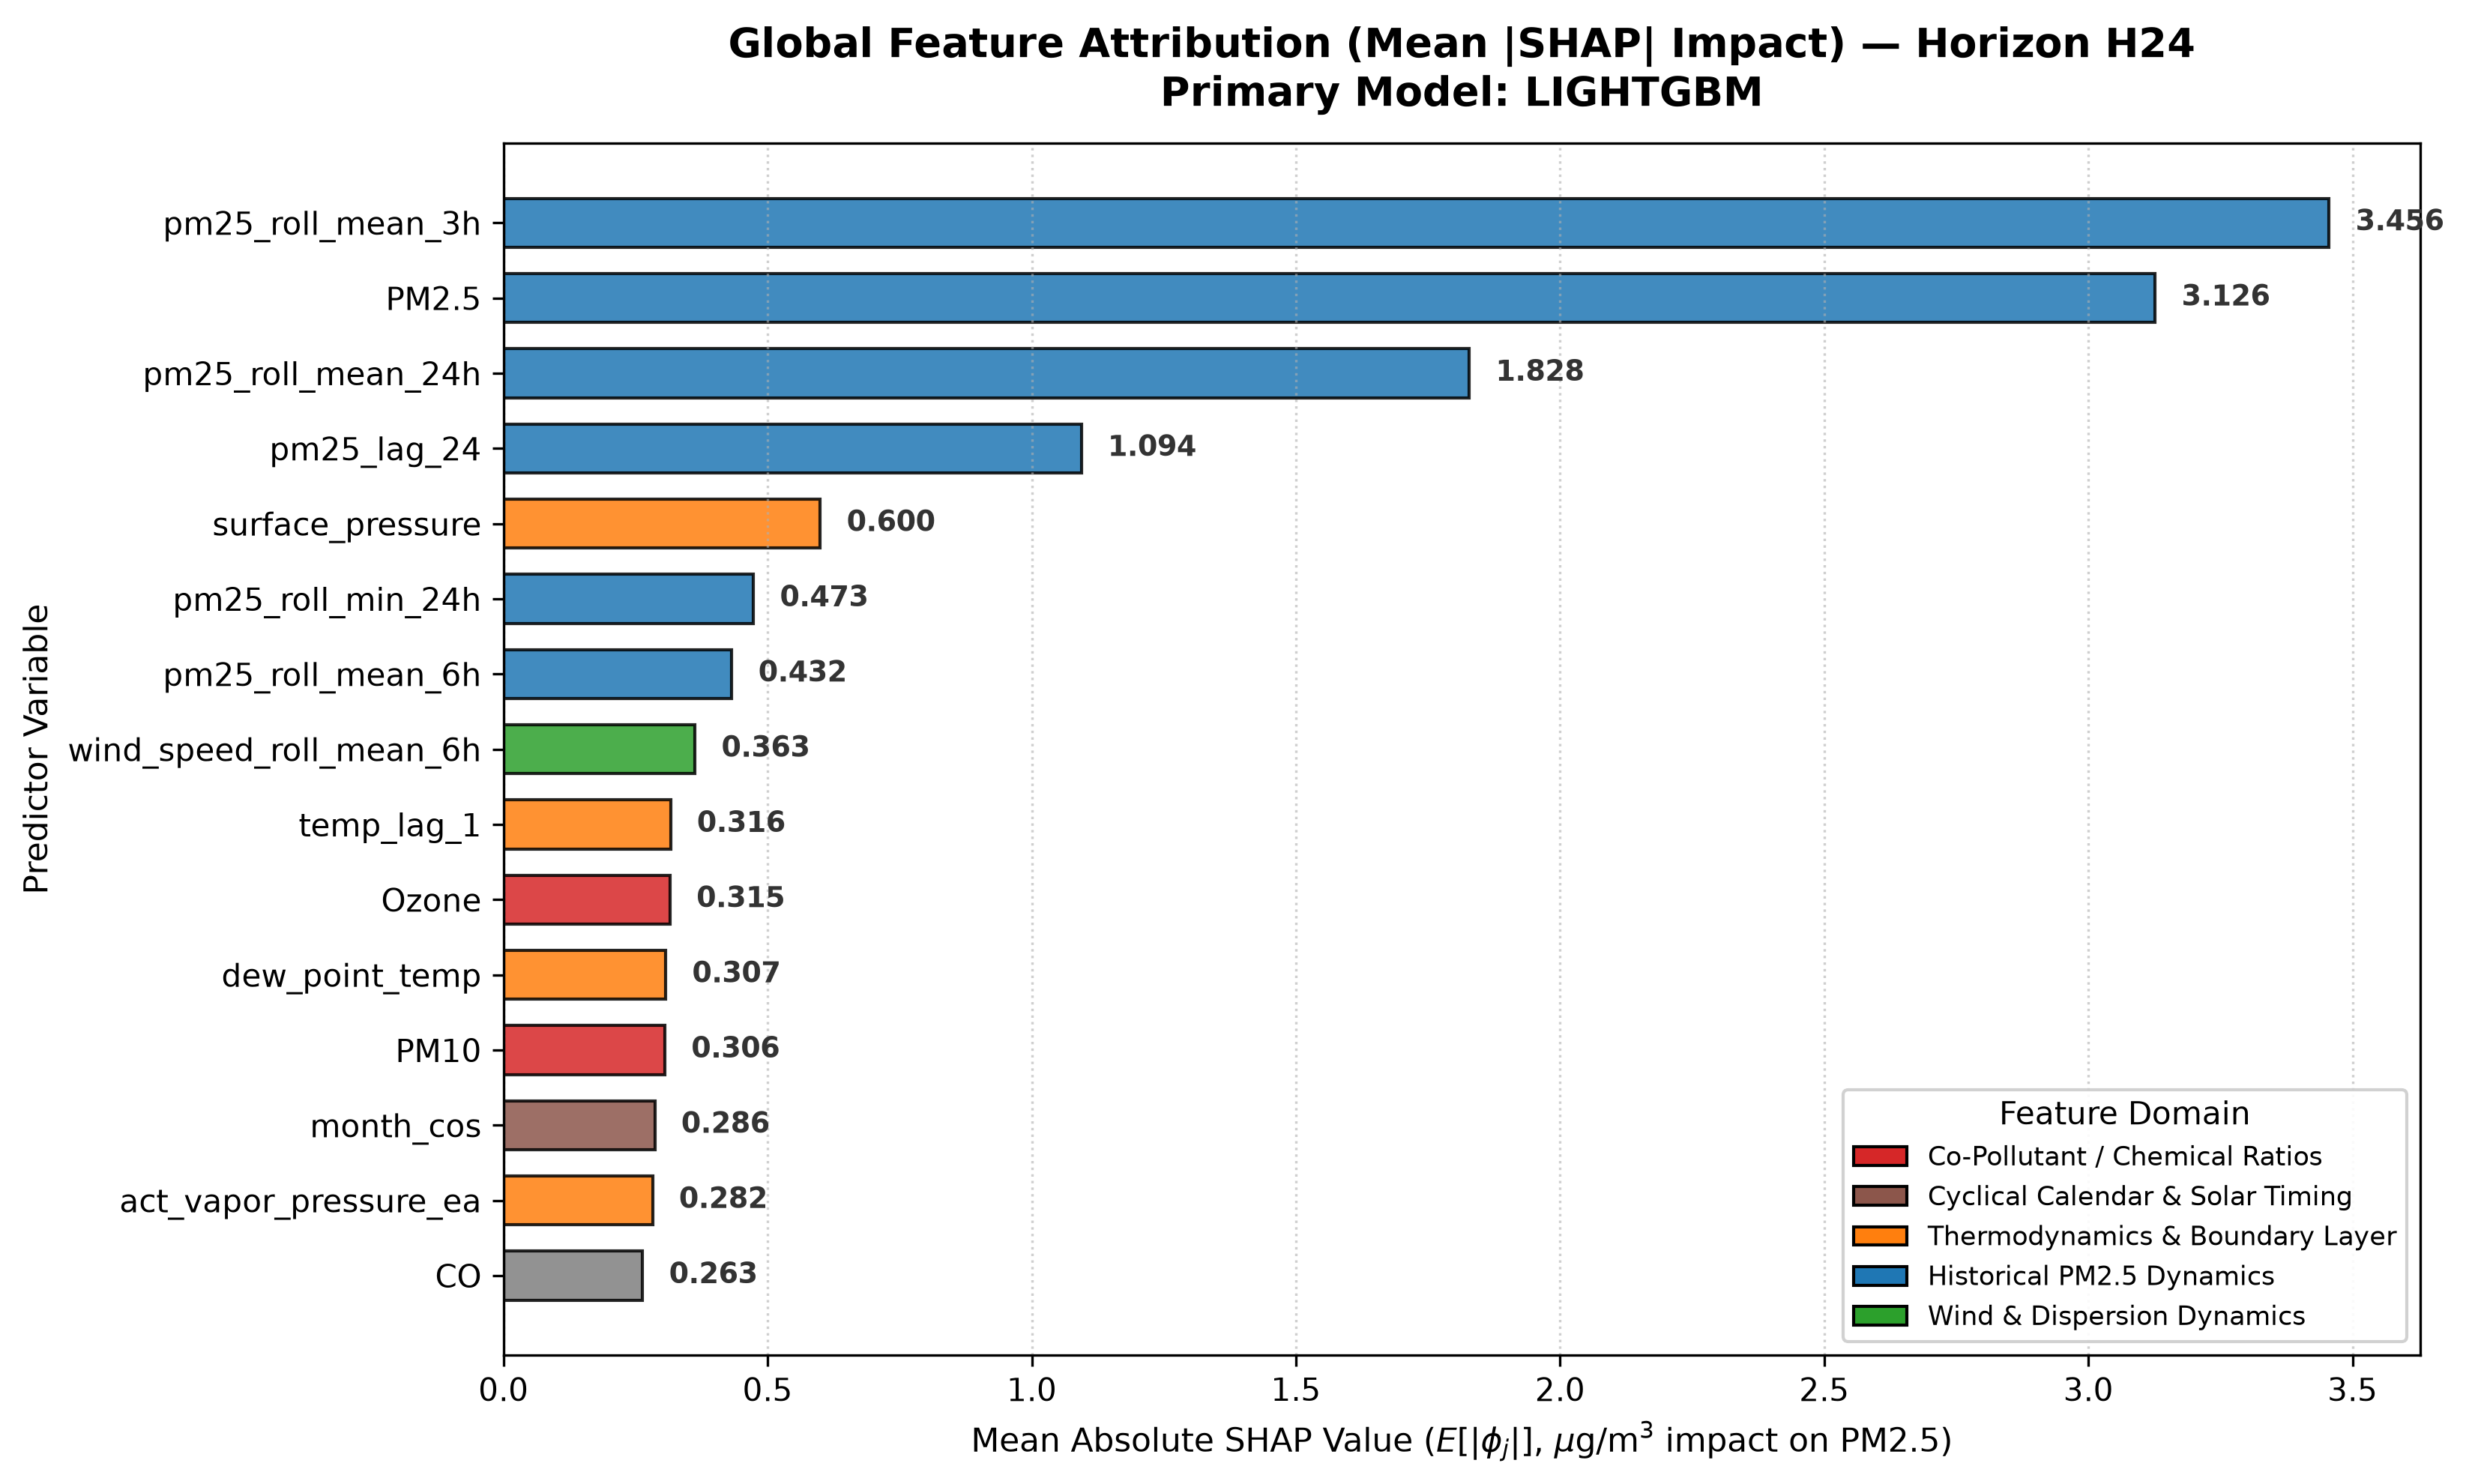 Global Feature Attribution (Mean |SHAP| Impact) — Horizon H24
Primary Model: LIGHTGBM
Predictor Variable
pm25_roll_mean_3h 3.456
PM2.5 3.126
pm25_roll_mean_24h 1.828
pm25_lag_24 1.094
surface_pressure 0.600
pm25_roll_min_24h 0.473
pm25_roll_mean_6h 0.432
wind_speed_roll_mean_6h 0.363
temp_lag_1 0.316
Ozone 0.315
dew_point_temp 0.307
PM10 0.306
month_cos 0.286
act_vapor_pressure_ea 0.282
CO 0.263
Feature Domain
Co-Pollutant / Chemical Ratios
Cyclical Calendar & Solar Timing
Thermodynamics & Boundary Layer
Historical PM2.5 Dynamics
Wind & Dispersion Dynamics
0.0 0.5 1.0 1.5 2.0 2.5 3.0 3.5
Mean Absolute SHAP Value (E[|ϕj|], μg/m³ impact on PM2.5)